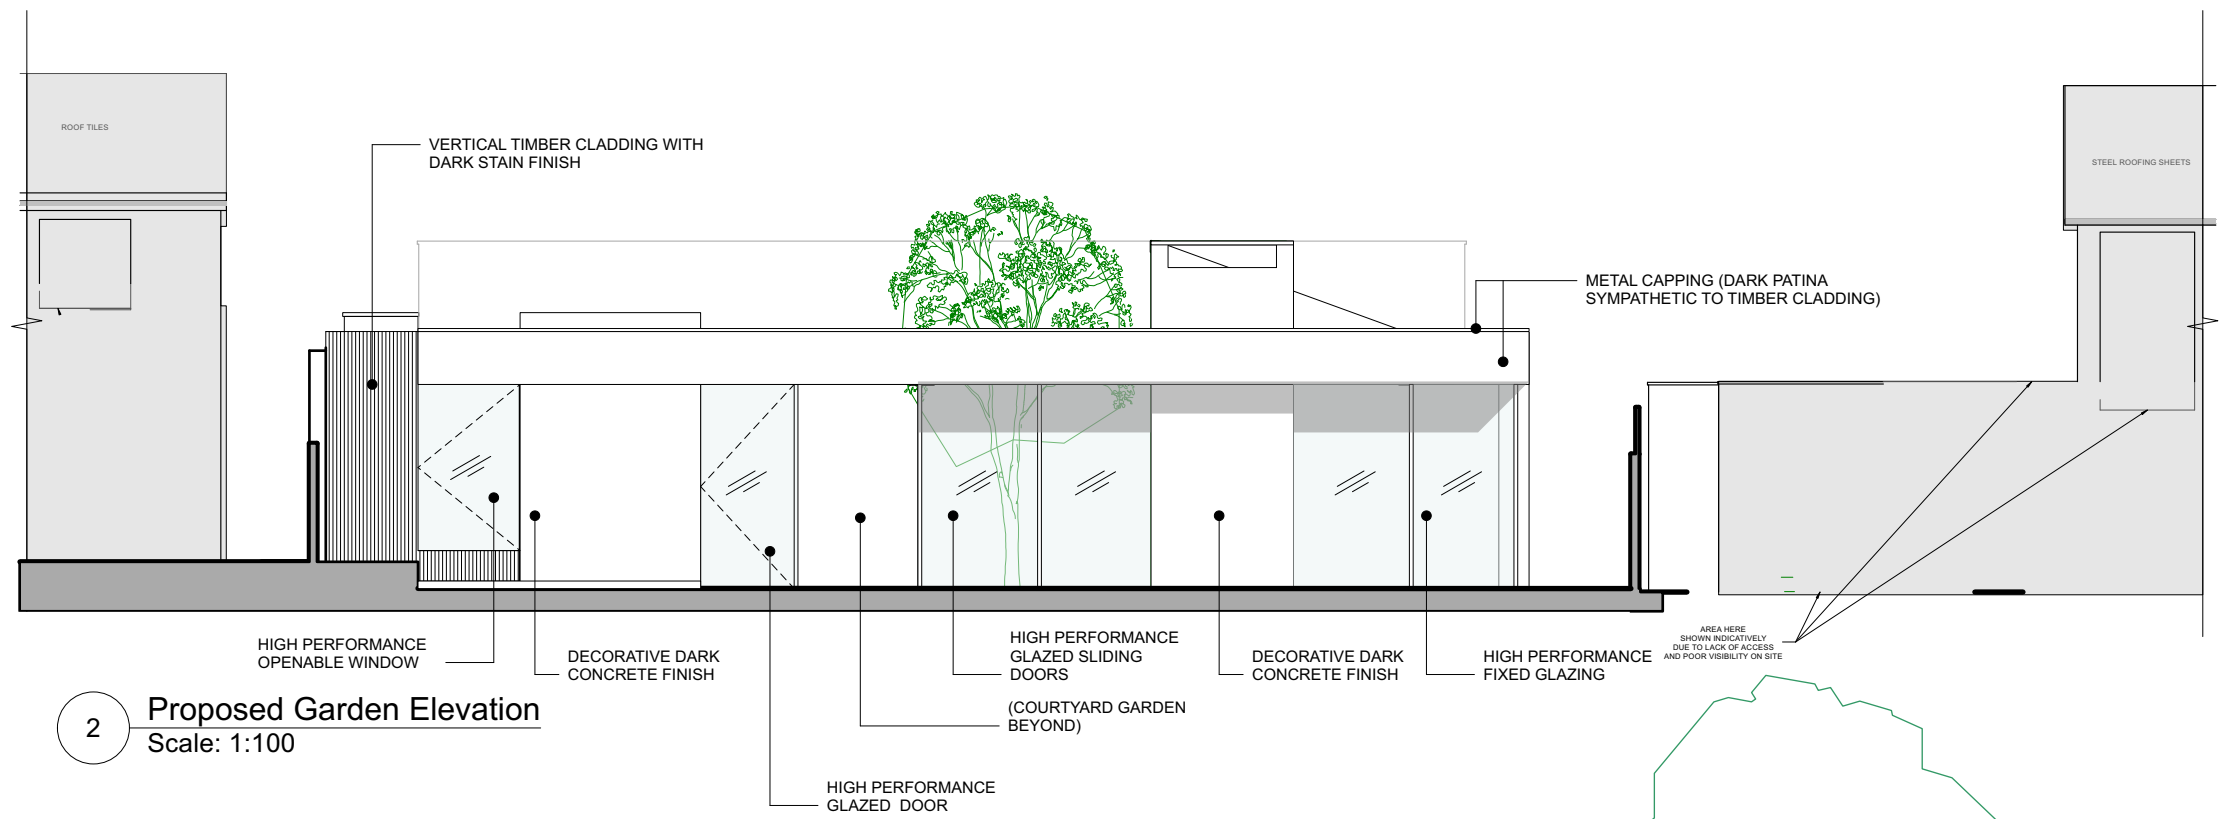 ROOF TILES
VERTICAL TIMBER CLADDING WITH
DARK STAIN FINISH
STEEL ROOFING SHEETS
METAL CAPPING (DARK PATINA
SYMPATHETIC TO TIMBER CLADDING)
HIGH PERFORMANCE
OPENABLE WINDOW
DECORATIVE DARK
CONCRETE FINISH
HIGH PERFORMANCE
GLAZED SLIDING
DOORS
(COURTYARD GARDEN
BEYOND)
DECORATIVE DARK
CONCRETE FINISH
HIGH PERFORMANCE
FIXED GLAZING
AREA HERE
SHOWN INDICATIVELY
DUE TO LACK OF ACCESS
AND POOR VISIBILITY ON SITE
HIGH PERFORMANCE
GLAZED DOOR
2
Proposed Garden Elevation
Scale: 1:100